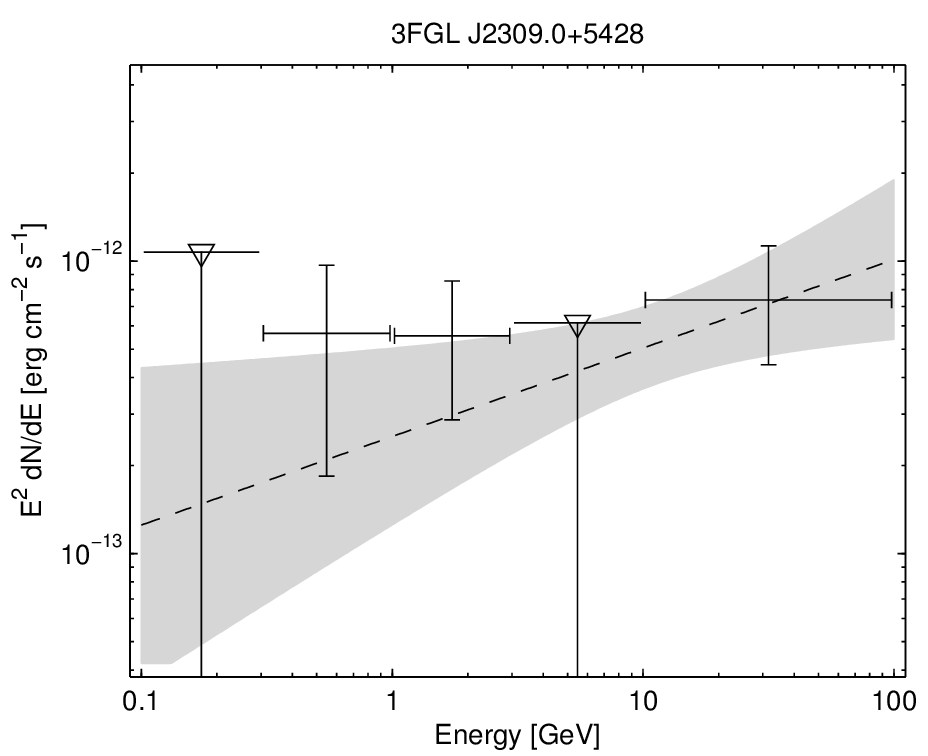 3FGL J2309.0+5428
E² dN/dE [erg cm⁻² s⁻¹]
10⁻¹²
10⁻¹³
0.1 1 10 100
Energy [GeV]